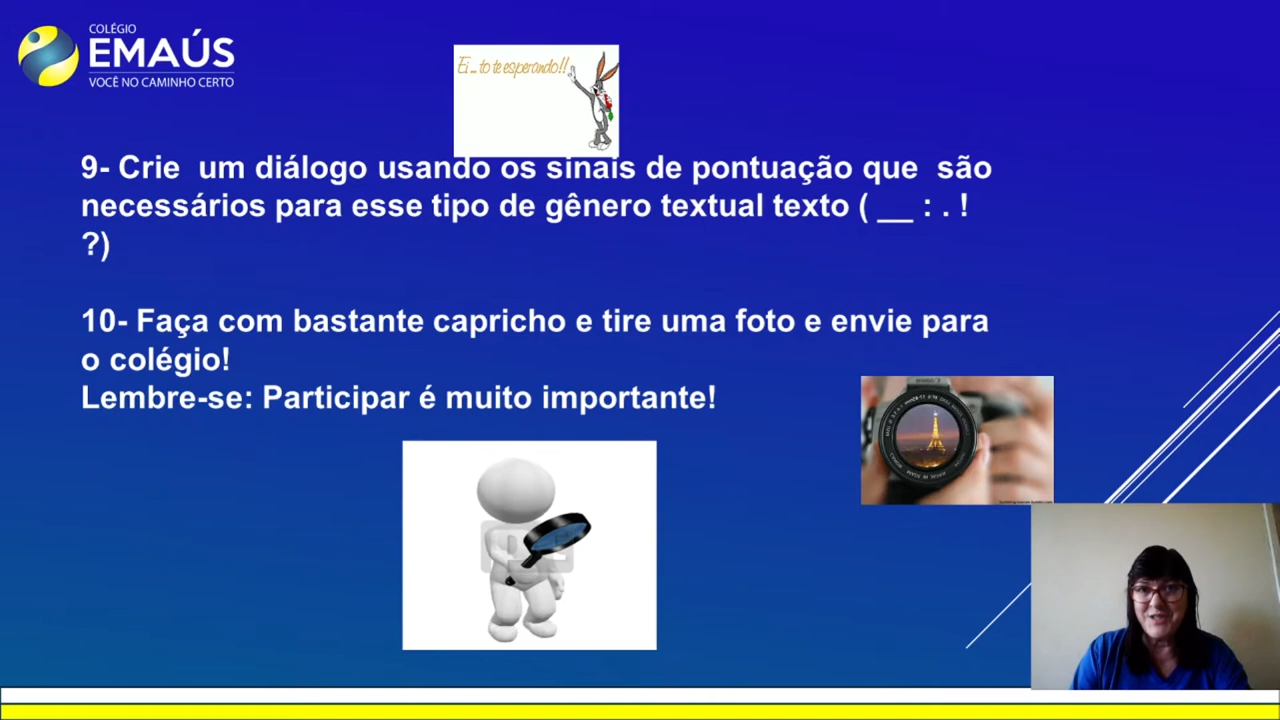 COLÉGIO
EMAÚS
VOCÊ NO CAMINHO CERTO
Ei ... to te esperando!!
9- Crie um diálogo usando os sinais de pontuação que são
necessários para esse tipo de gênero textual texto ( __ : . !
?)
10- Faça com bastante capricho e tire uma foto e envie para
o colégio!
Lembre-se: Participar é muito importante!